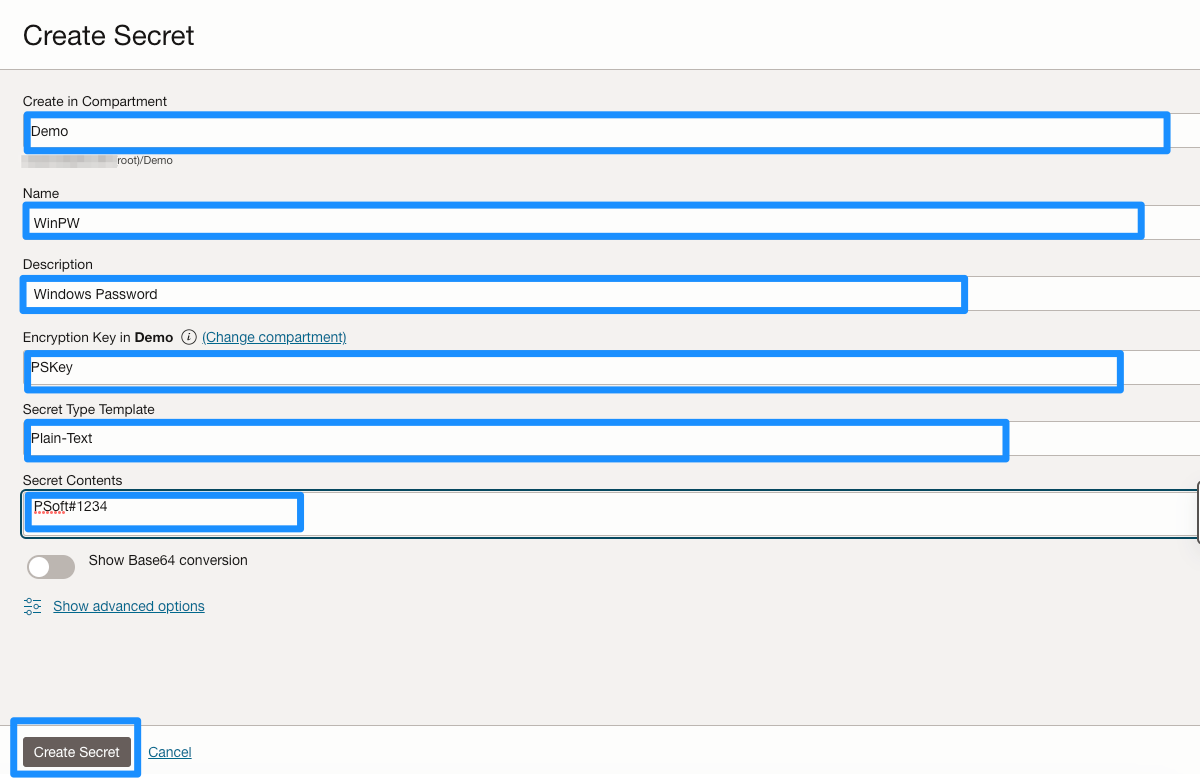 Create Secret
Create in Compartment
Demo
root)/Demo
Name
WinPW
Description
Windows Password
Encryption Key in Demo (Change compartment)
PSKey
Secret Type Template
Plain-Text
Secret Contents
PSoft#1234
Show Base64 conversion
Show advanced options
Create Secret Cancel